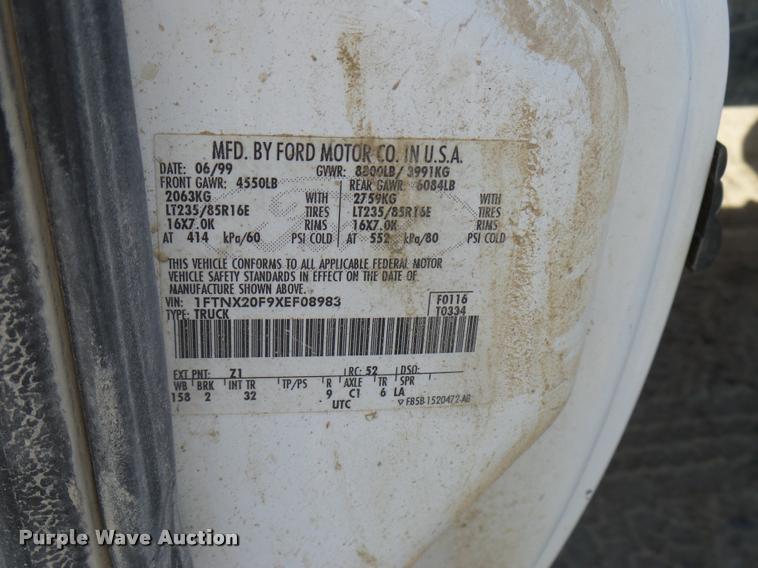 MFD. BY FORD MOTOR CO. IN U.S.A.
DATE: 06/99 GVWR: 8800LB/ 3991KG
FRONT GAWR: 4550LB REAR GAWR: 6084LB
2063KG WITH 2759KG WITH
LT235/85R16E TIRES LT235/85R16E TIRES
16X7.0K RIMS 16X7.0K RIMS
AT 414 kPa/60 PSI COLD AT 552 kPa/80 PSI COLD
THIS VEHICLE CONFORMS TO ALL APPLICABLE FEDERAL MOTOR
VEHICLE SAFETY STANDARDS IN EFFECT ON THE DATE OF
MANUFACTURE SHOWN ABOVE.
VIN: 1FTNX20F9XEF08983 F0116
TYPE: TRUCK T0334
EXT PNT: Z1 RC: 52 DSO:
WB BRK INT TR TP/PS R AXLE TR SPR
158 2 32 9 C1 6 LA
UTC F85B-1520472-AB
Purple Wave Auction